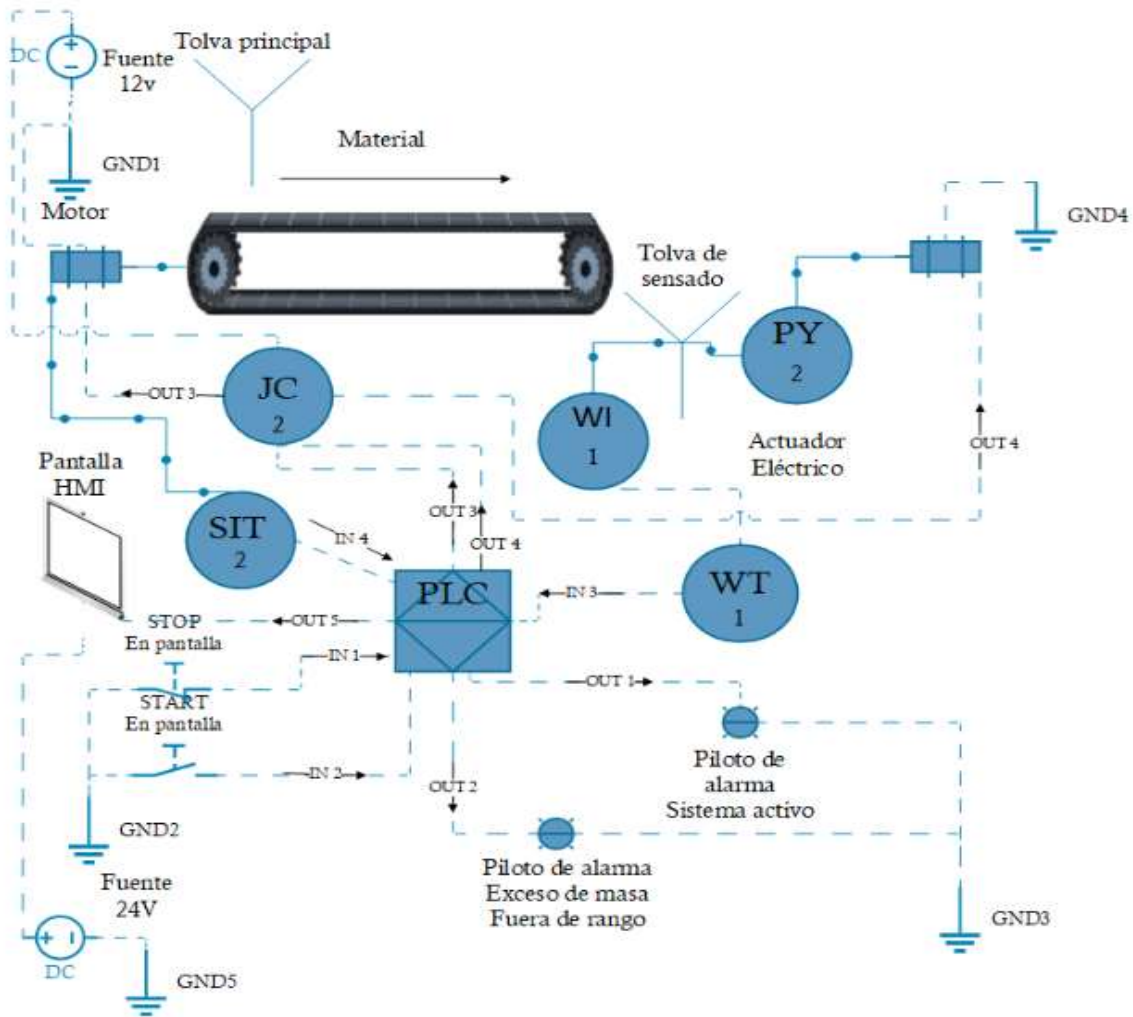 DC
Fuente
12v
Tolva principal
Material
GND1
Motor
GND4
Tolva de
sensado
PY
2
JC
2
OUT 3
WI
1
Actuador
Eléctrico
OUT 4
Pantalla
HMI
SIT
2
IN 4
OUT 3
OUT 4
PLC
WT
1
IN 3
OUT 5
STOP
En pantalla
IN 1
START
En pantalla
OUT 1
IN 2
OUT 2
Piloto de
alarma
Sistema activo
GND2
Piloto de alarma
Exceso de masa
Fuera de rango
Fuente
24V
GND3
DC
GND5